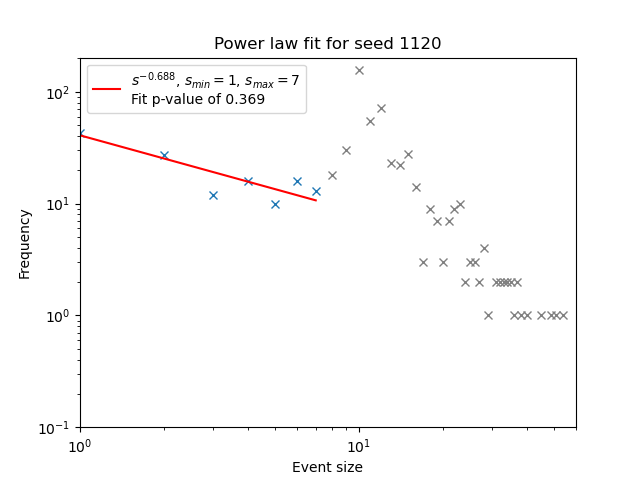 Power law fit for seed 1120
s^{-0.688}, s_{min} = 1, s_{max} = 7
Fit p-value of 0.369
10^2
10^1
10^0
10^{-1}
Frequency
10^0
10^1
Event size